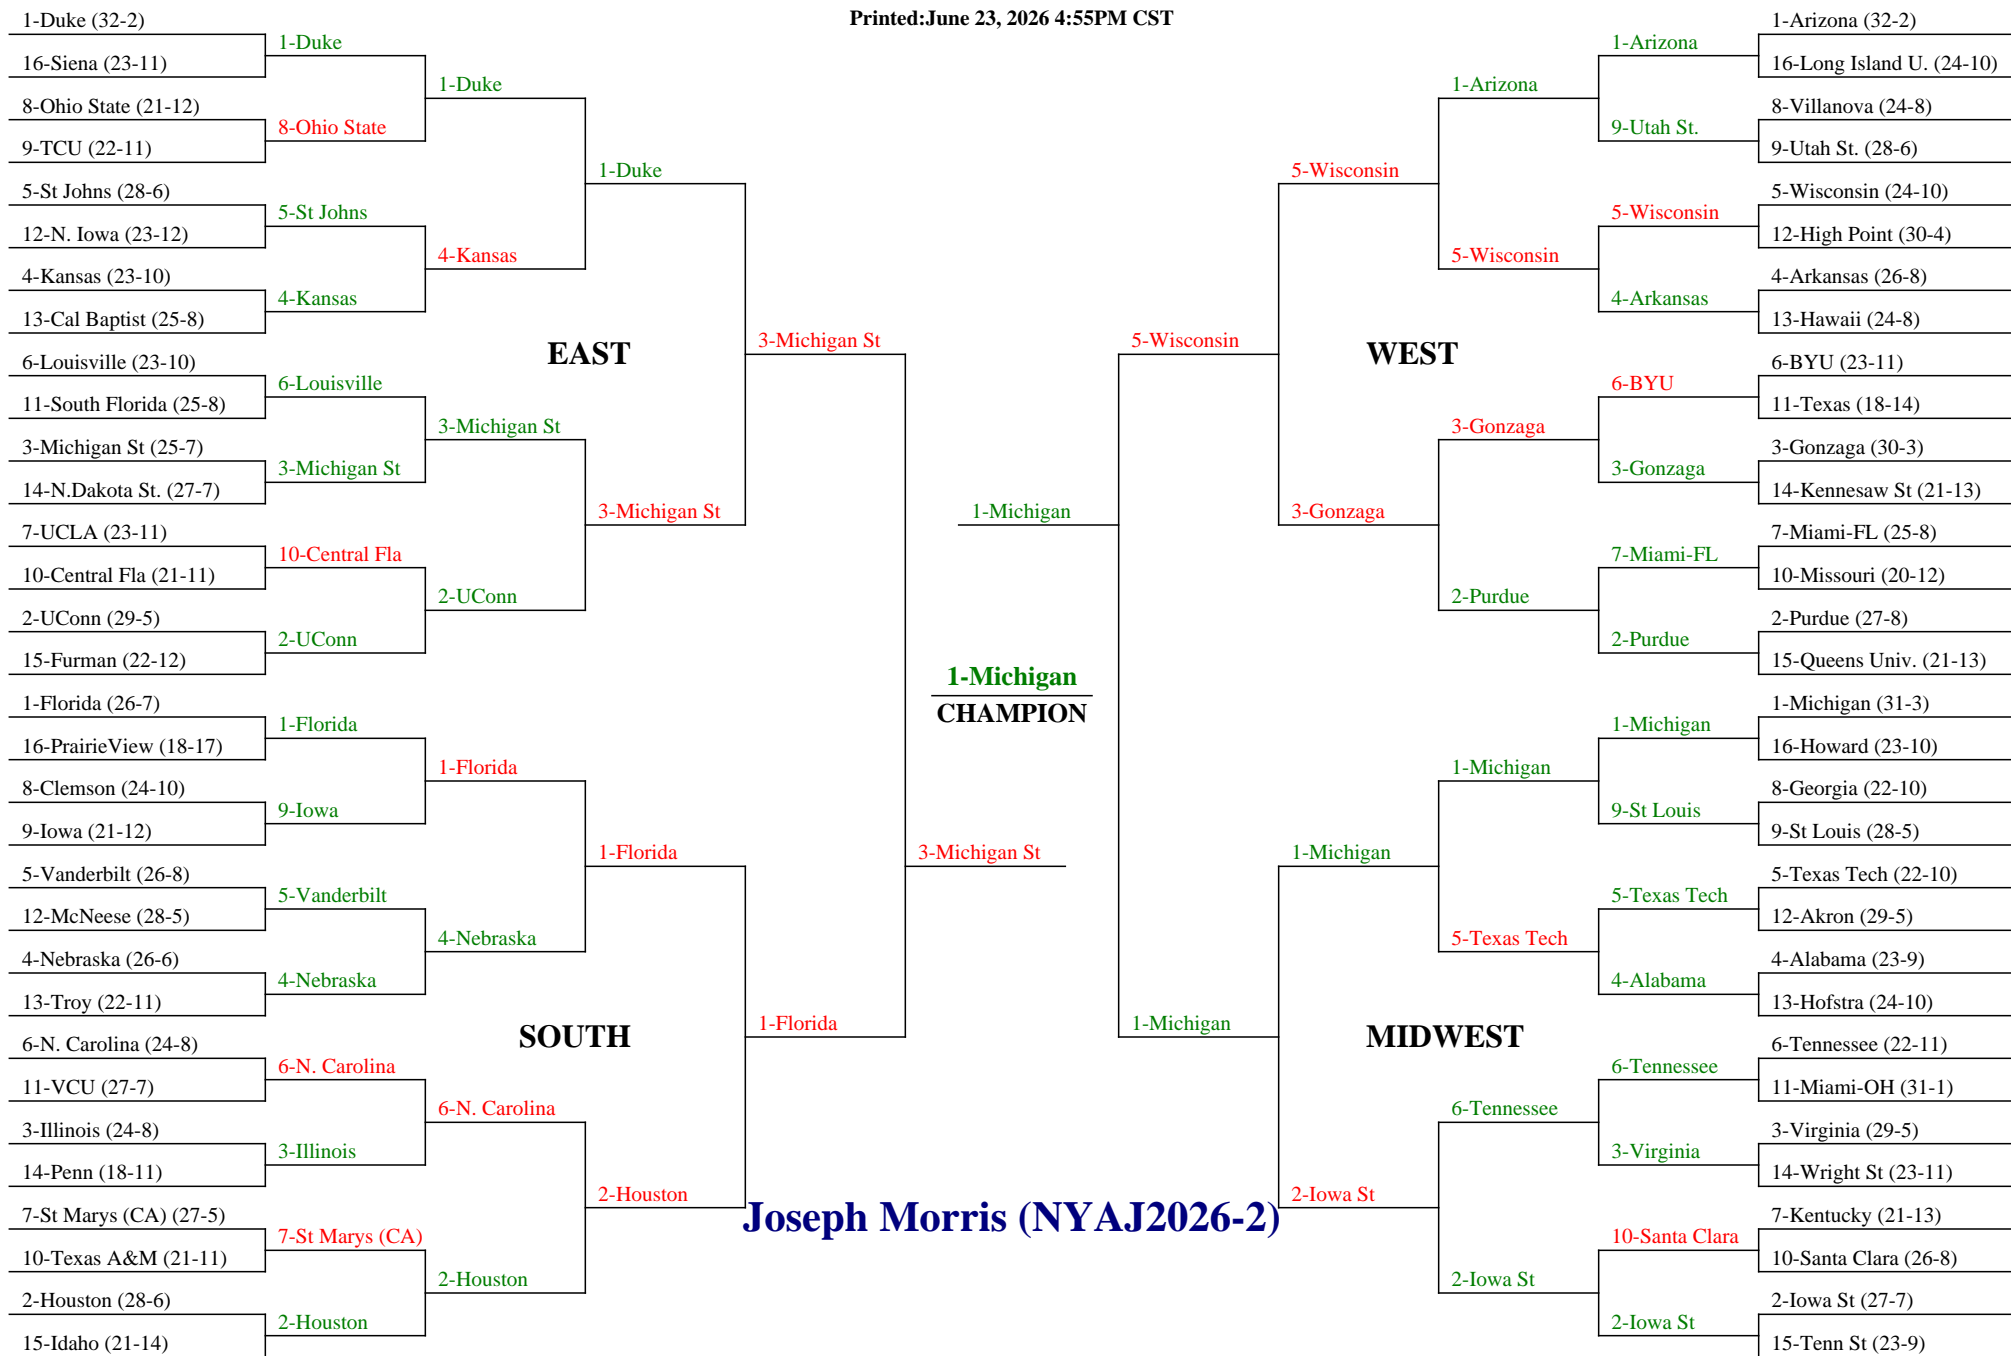 Printed:June 23, 2026 4:55PM CST
1-Duke (32-2)
16-Siena (23-11)
8-Ohio State (21-12)
9-TCU (22-11)
5-St Johns (28-6)
12-N. Iowa (23-12)
4-Kansas (23-10)
13-Cal Baptist (25-8)
6-Louisville (23-10)
11-South Florida (25-8)
3-Michigan St (25-7)
14-N.Dakota St. (27-7)
7-UCLA (23-11)
10-Central Fla (21-11)
2-UConn (29-5)
15-Furman (22-12)
1-Florida (26-7)
16-PrairieView (18-17)
8-Clemson (24-10)
9-Iowa (21-12)
5-Vanderbilt (26-8)
12-McNeese (28-5)
4-Nebraska (26-6)
13-Troy (22-11)
6-N. Carolina (24-8)
11-VCU (27-7)
3-Illinois (24-8)
14-Penn (18-11)
7-St Marys (CA) (27-5)
10-Texas A&M (21-11)
2-Houston (28-6)
15-Idaho (21-14)
1-Duke
8-Ohio State
5-St Johns
4-Kansas
6-Louisville
3-Michigan St
10-Central Fla
2-UConn
1-Florida
9-Iowa
5-Vanderbilt
4-Nebraska
6-N. Carolina
3-Illinois
7-St Marys (CA)
2-Houston
1-Duke
4-Kansas
3-Michigan St
2-UConn
1-Florida
4-Nebraska
6-N. Carolina
2-Houston
1-Duke
EAST
3-Michigan St
1-Florida
SOUTH
2-Houston
3-Michigan St
1-Florida
3-Michigan St
1-Michigan
1-Michigan
CHAMPION
Joseph Morris (NYAJ2026-2)
5-Wisconsin
1-Michigan
5-Wisconsin
WEST
3-Gonzaga
1-Michigan
MIDWEST
2-Iowa St
1-Arizona
5-Wisconsin
3-Gonzaga
2-Purdue
1-Michigan
5-Texas Tech
6-Tennessee
2-Iowa St
1-Arizona
9-Utah St.
5-Wisconsin
4-Arkansas
6-BYU
3-Gonzaga
7-Miami-FL
2-Purdue
1-Michigan
9-St Louis
5-Texas Tech
4-Alabama
6-Tennessee
3-Virginia
10-Santa Clara
2-Iowa St
1-Arizona (32-2)
16-Long Island U. (24-10)
8-Villanova (24-8)
9-Utah St. (28-6)
5-Wisconsin (24-10)
12-High Point (30-4)
4-Arkansas (26-8)
13-Hawaii (24-8)
6-BYU (23-11)
11-Texas (18-14)
3-Gonzaga (30-3)
14-Kennesaw St (21-13)
7-Miami-FL (25-8)
10-Missouri (20-12)
2-Purdue (27-8)
15-Queens Univ. (21-13)
1-Michigan (31-3)
16-Howard (23-10)
8-Georgia (22-10)
9-St Louis (28-5)
5-Texas Tech (22-10)
12-Akron (29-5)
4-Alabama (23-9)
13-Hofstra (24-10)
6-Tennessee (22-11)
11-Miami-OH (31-1)
3-Virginia (29-5)
14-Wright St (23-11)
7-Kentucky (21-13)
10-Santa Clara (26-8)
2-Iowa St (27-7)
15-Tenn St (23-9)